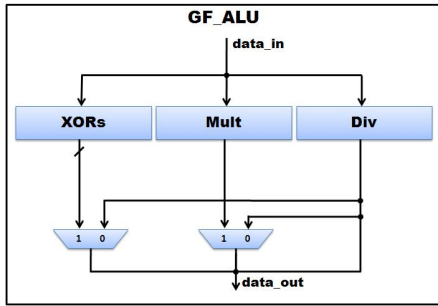 GF_ALU
data_in
XORs Mult Div
1 0 1 0
data_out